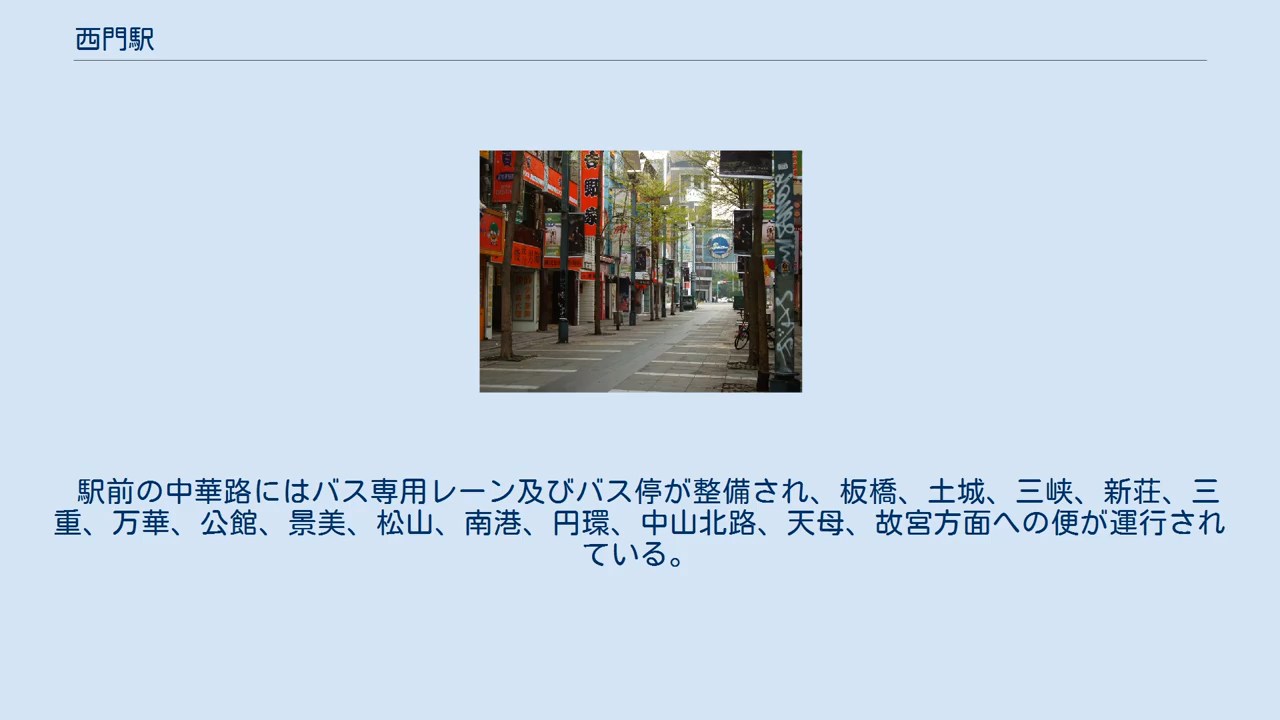 西門駅
吉野家
駅前の中華路にはバス専用レーン及びバス停が整備され、板橋、土城、三峡、新荘、三
重、万華、公館、景美、松山、南港、円環、中山北路、天母、故宮方面への便が運行され
ている。